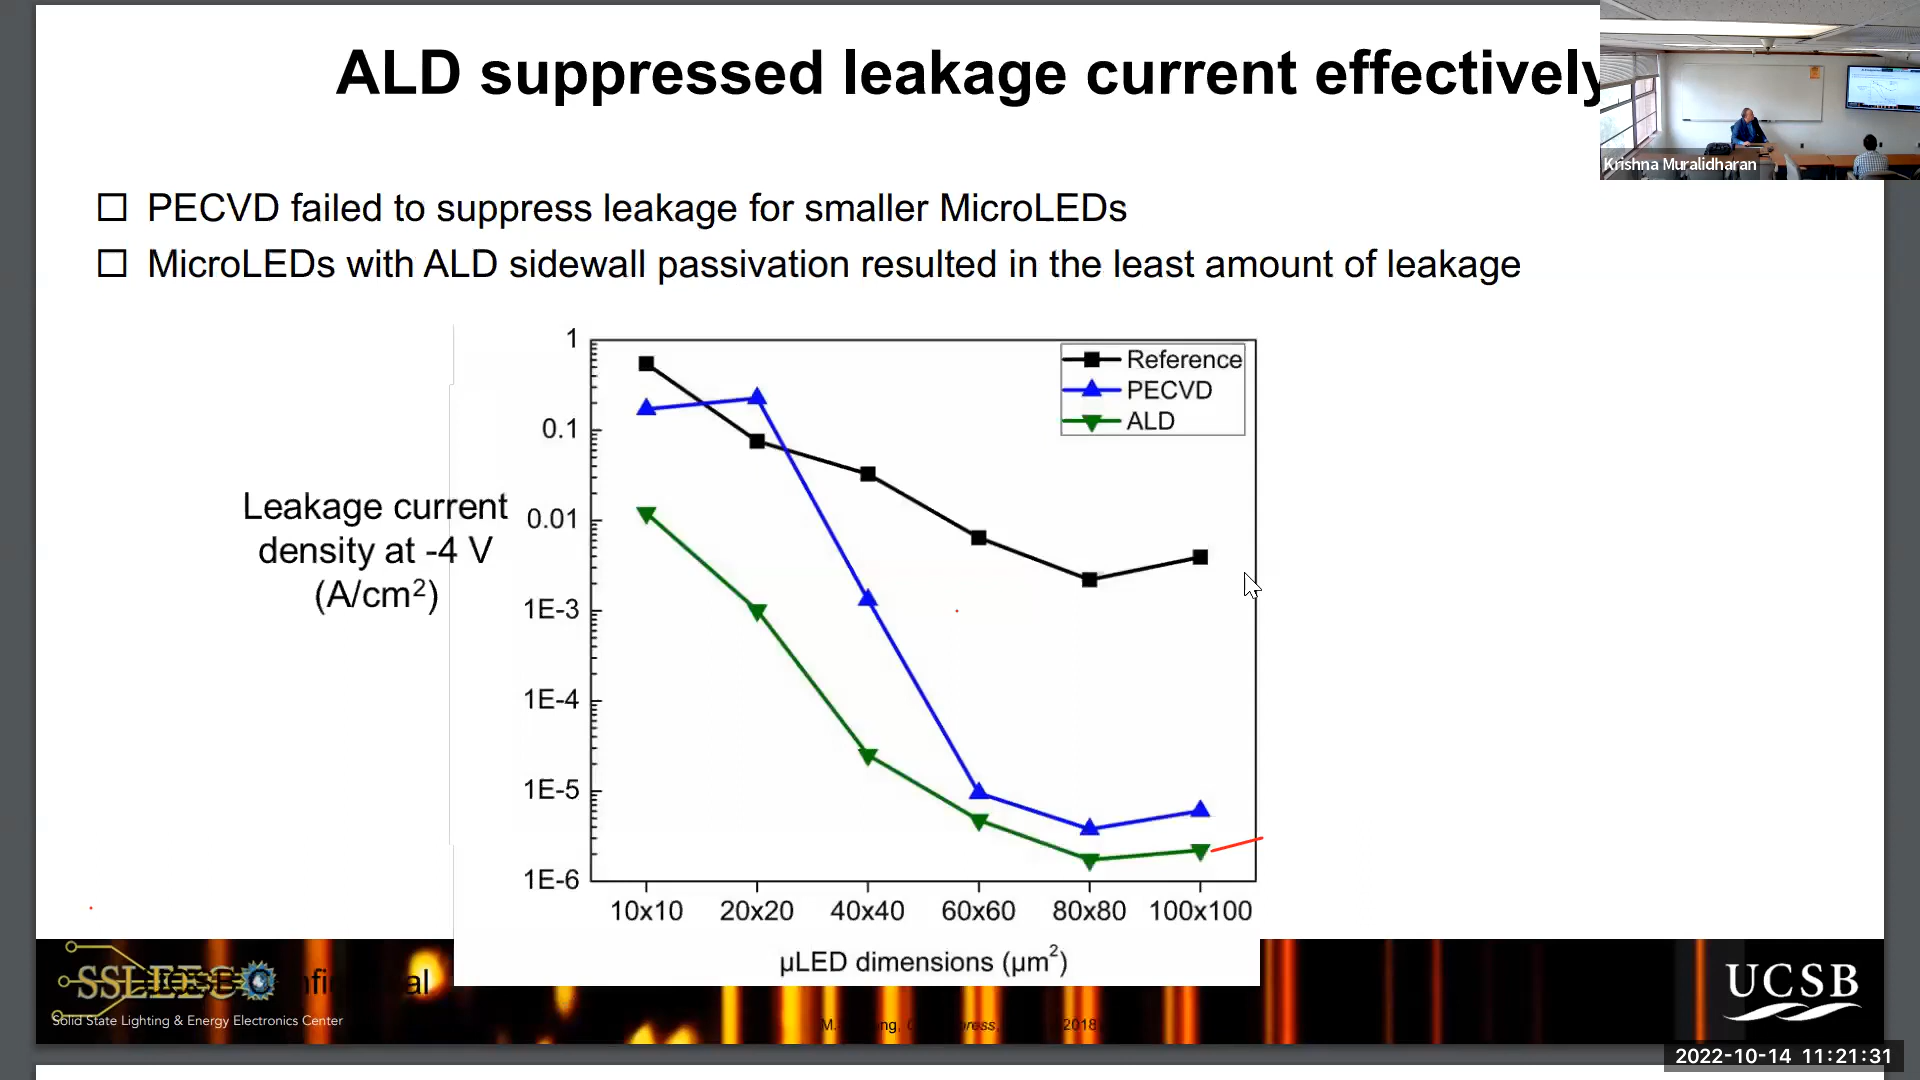 ALD suppressed leakage current effectively
Krishna Muralidharan
☐ PECVD failed to suppress leakage for smaller MicroLEDs
☐ MicroLEDs with ALD sidewall passivation resulted in the least amount of leakage
Reference
PECVD
ALD
Leakage current
density at -4 V
(A/cm²)
1
0.1
0.01
1E-3
1E-4
1E-5
1E-6
10x10 20x20 40x40 60x60 80x80 100x100
µLED dimensions (µm²)
SSLEEC
UCSB
Solid State Lighting & Energy Electronics Center
UCSB
2018
2022-10-14 11:21:31